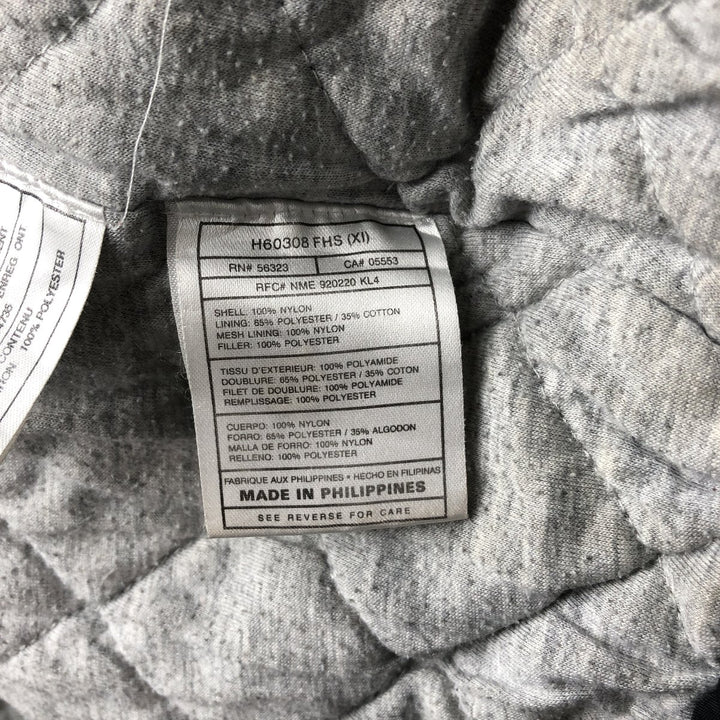 H60308 FHS (XI)
RN# 56323 CA# 05553
RFC# NME 920220 KL4
SHELL: 100% NYLON
LINING: 65% POLYESTER / 35% COTTON
MESH LINING: 100% NYLON
FILLER: 100% POLYESTER
TISSU D'EXTERIEUR: 100% POLYAMIDE
DOUBLURE: 65% POLYESTER / 35% COTON
FILET DE DOUBLURE: 100% POLYAMIDE
REMPLISSAGE: 100% POLYESTER
CUERPO: 100% NYLON
FORRO: 65% POLYESTER / 35% ALGODON
MALLA DE FORRO: 100% NYLON
RELLENO: 100% POLYESTER
FABRIQUE AUX PHILIPPINES • HECHO EN FILIPINAS
MADE IN PHILIPPINES
SEE REVERSE FOR CARE
ENREG ONT
CONTENU
100% POLYESTER